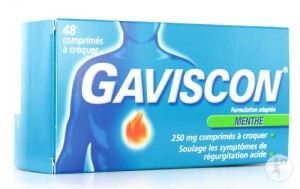 48
comprimés
à croquer
GAVISCON®
Formulation adaptée
MENTHE
250 mg comprimés à croquer •
Soulage les symptômes de
régurgitation acide •